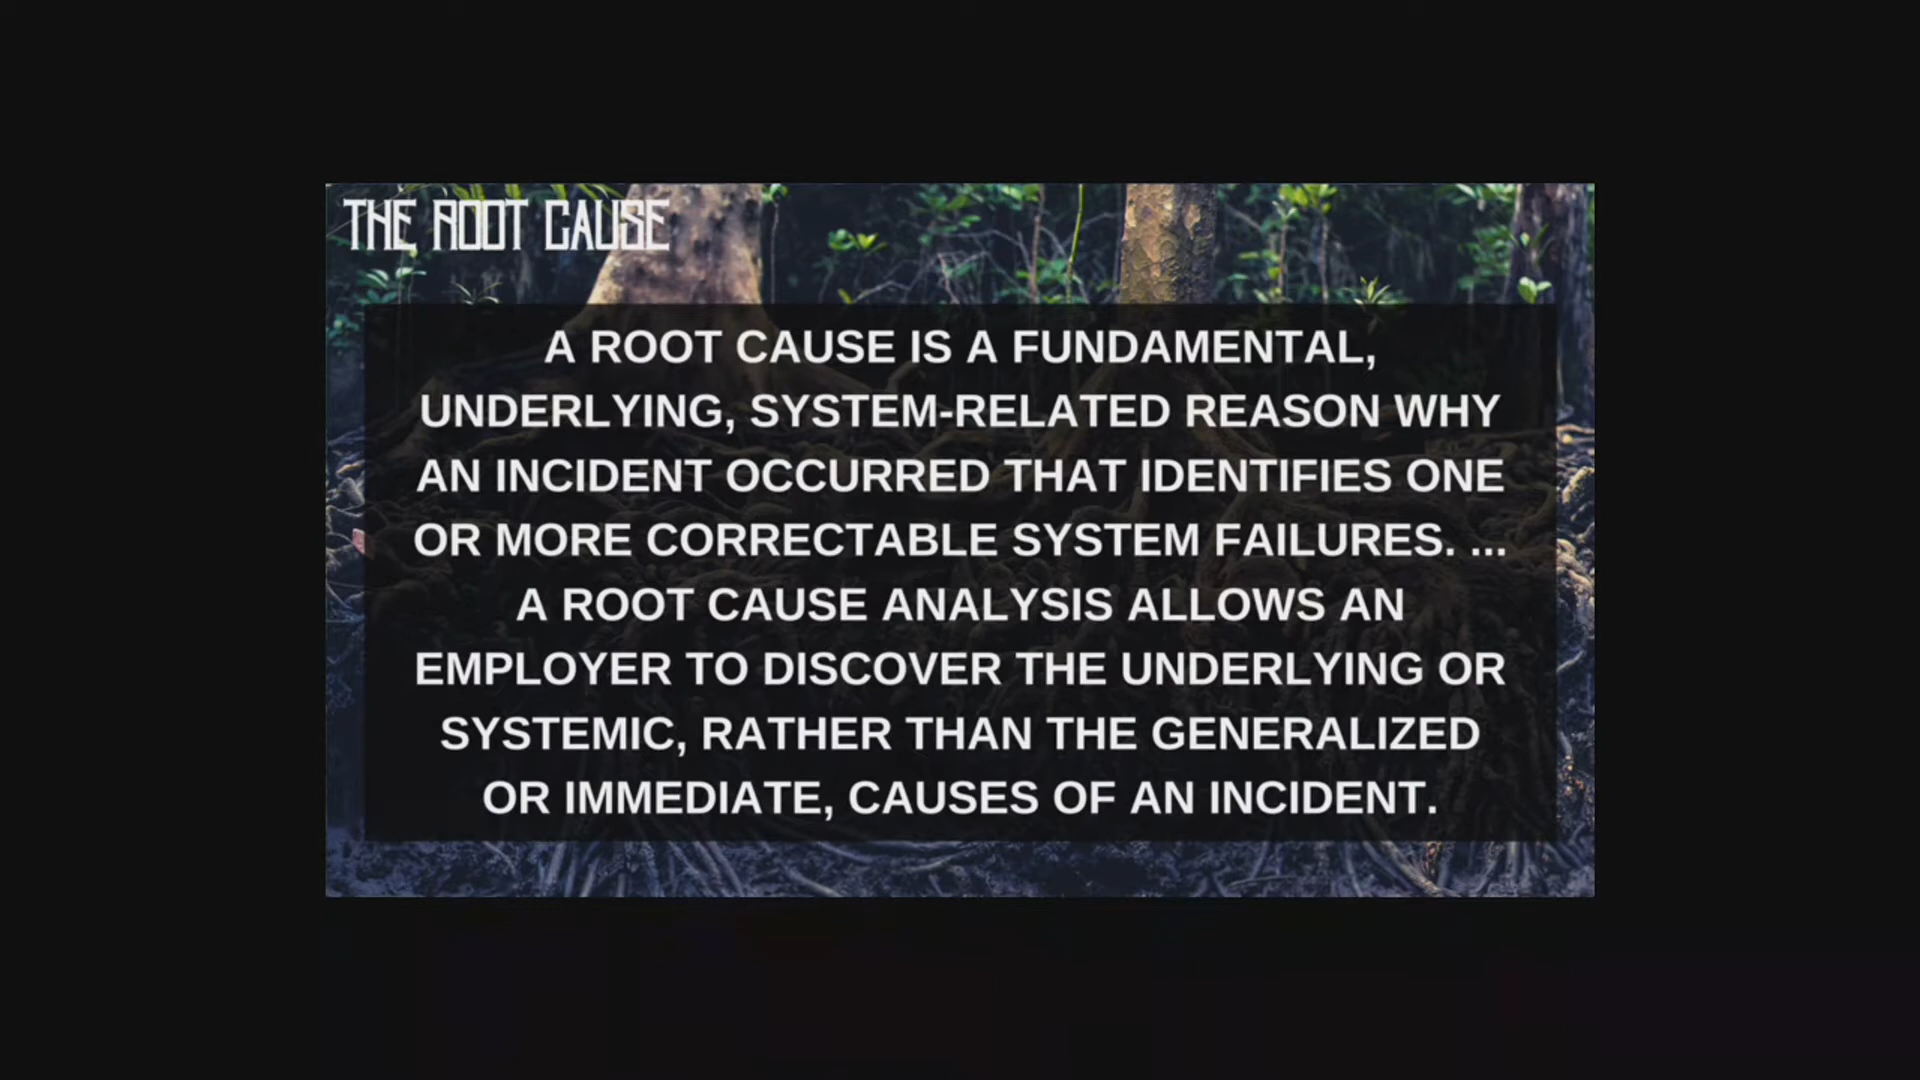 THE ROOT CAUSE
A ROOT CAUSE IS A FUNDAMENTAL,
UNDERLYING, SYSTEM-RELATED REASON WHY
AN INCIDENT OCCURRED THAT IDENTIFIES ONE
OR MORE CORRECTABLE SYSTEM FAILURES. ...
A ROOT CAUSE ANALYSIS ALLOWS AN
EMPLOYER TO DISCOVER THE UNDERLYING OR
SYSTEMIC, RATHER THAN THE GENERALIZED
OR IMMEDIATE, CAUSES OF AN INCIDENT.